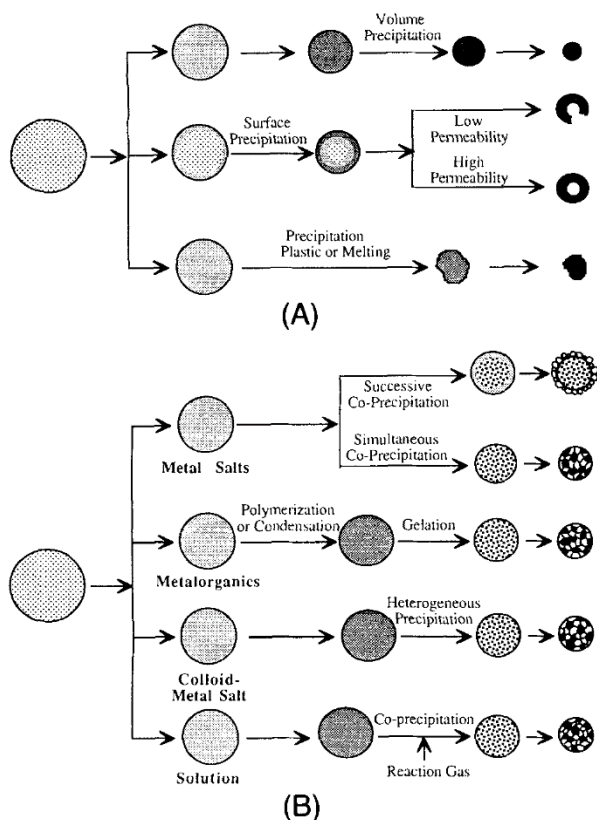 Volume
Precipitation
Surface
Precipitation
Low
Permeability
High
Permeability
Precipitation
Plastic or Melting
(A)
Successive
Co-Precipitation
Simultaneous
Co-Precipitation
Metal Salts
Polymerization
or Condensation
Gelation
Metalorganics
Heterogeneous
Precipitation
Colloid-
Metal Salt
Co-precipitation
Reaction Gas
Solution
(B)